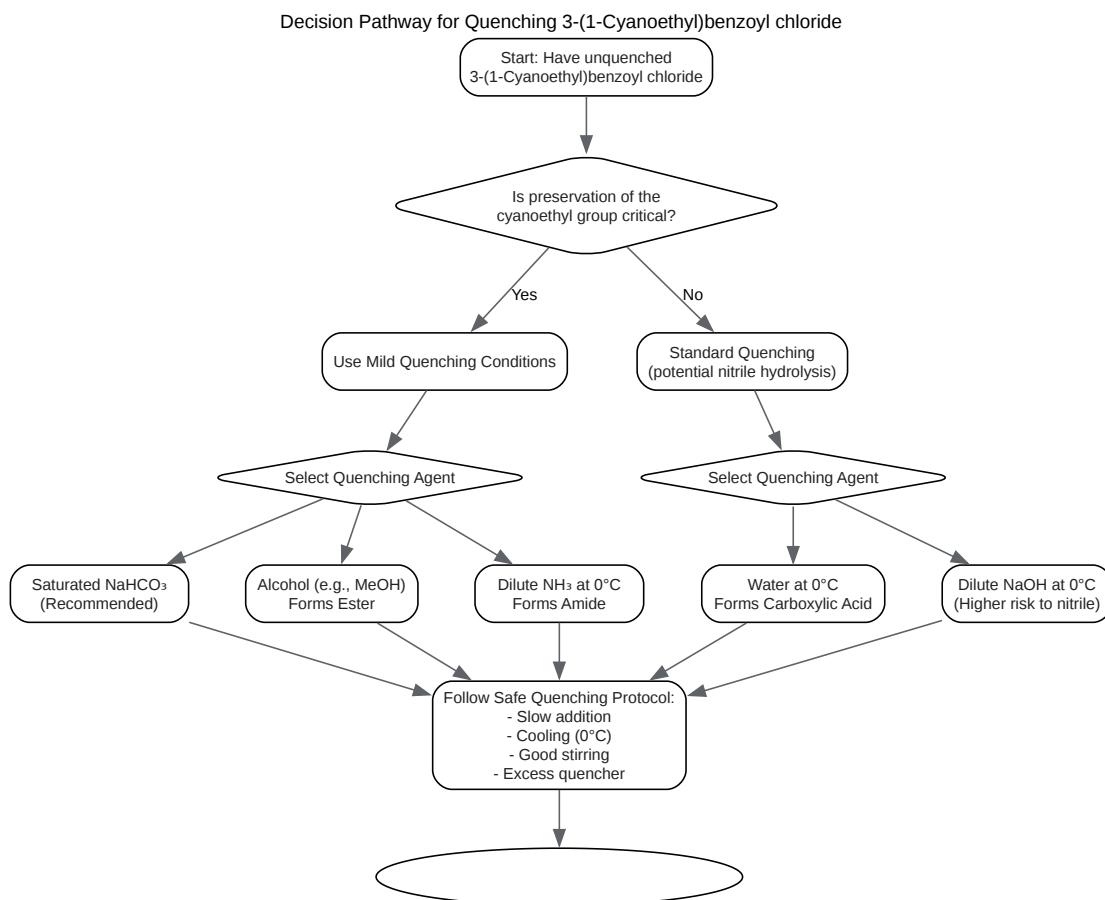 Decision Pathway for Quenching 3-(1-Cyanoethyl)benzoyl chloride
Start: Have unquenched
3-(1-Cyanoethyl)benzoyl chloride
Is preservation of the
cyanoethyl group critical?
Yes
No
Use Mild Quenching Conditions
Standard Quenching
(potential nitrile hydrolysis)
Select Quenching Agent
Select Quenching Agent
Saturated NaHCO₃
(Recommended)
Alcohol (e.g., MeOH)
Forms Ester
Dilute NH₃ at 0°C
Forms Amide
Water at 0°C
Forms Carboxylic Acid
Dilute NaOH at 0°C
(Higher risk to nitrile)
Follow Safe Quenching Protocol:
- Slow addition
- Cooling (0°C)
- Good stirring
- Excess quencher